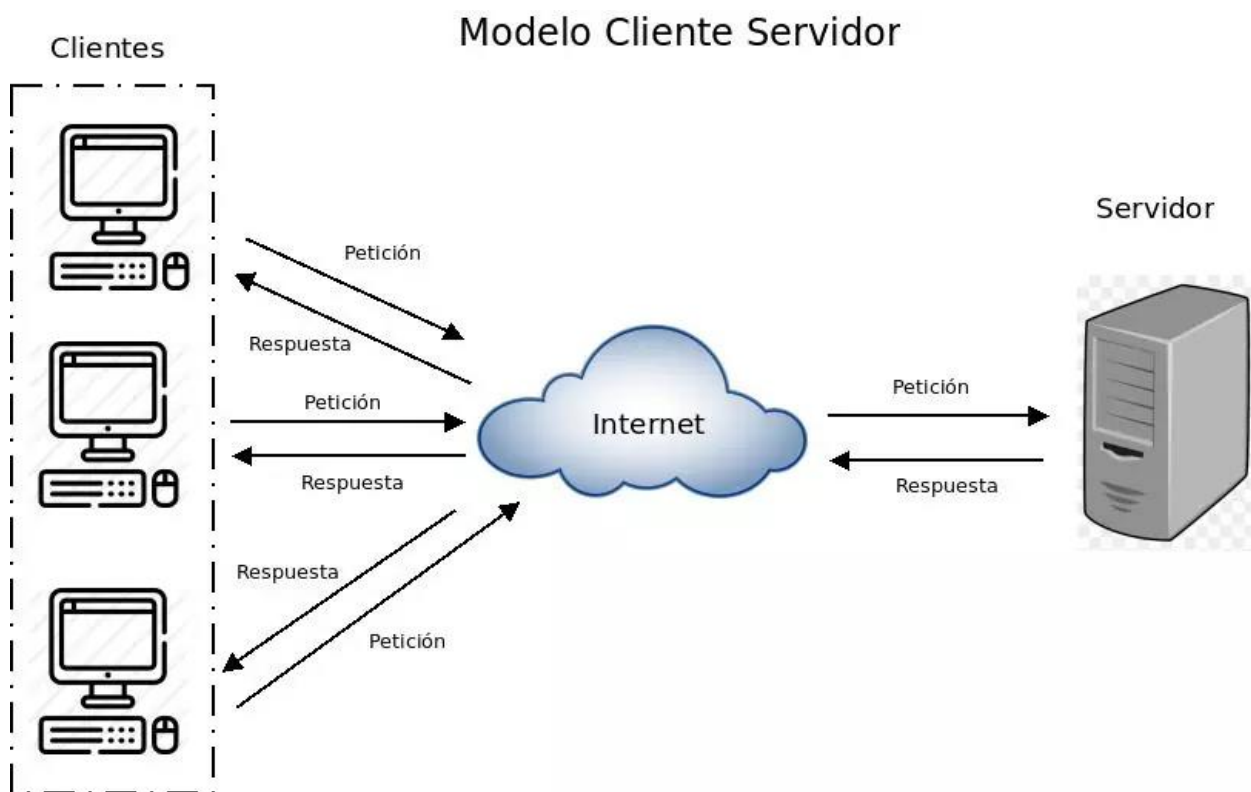 Modelo Cliente Servidor
Clientes
Servidor
Petición
Respuesta
Petición
Respuesta
Respuesta
Petición
Internet
Petición
Respuesta